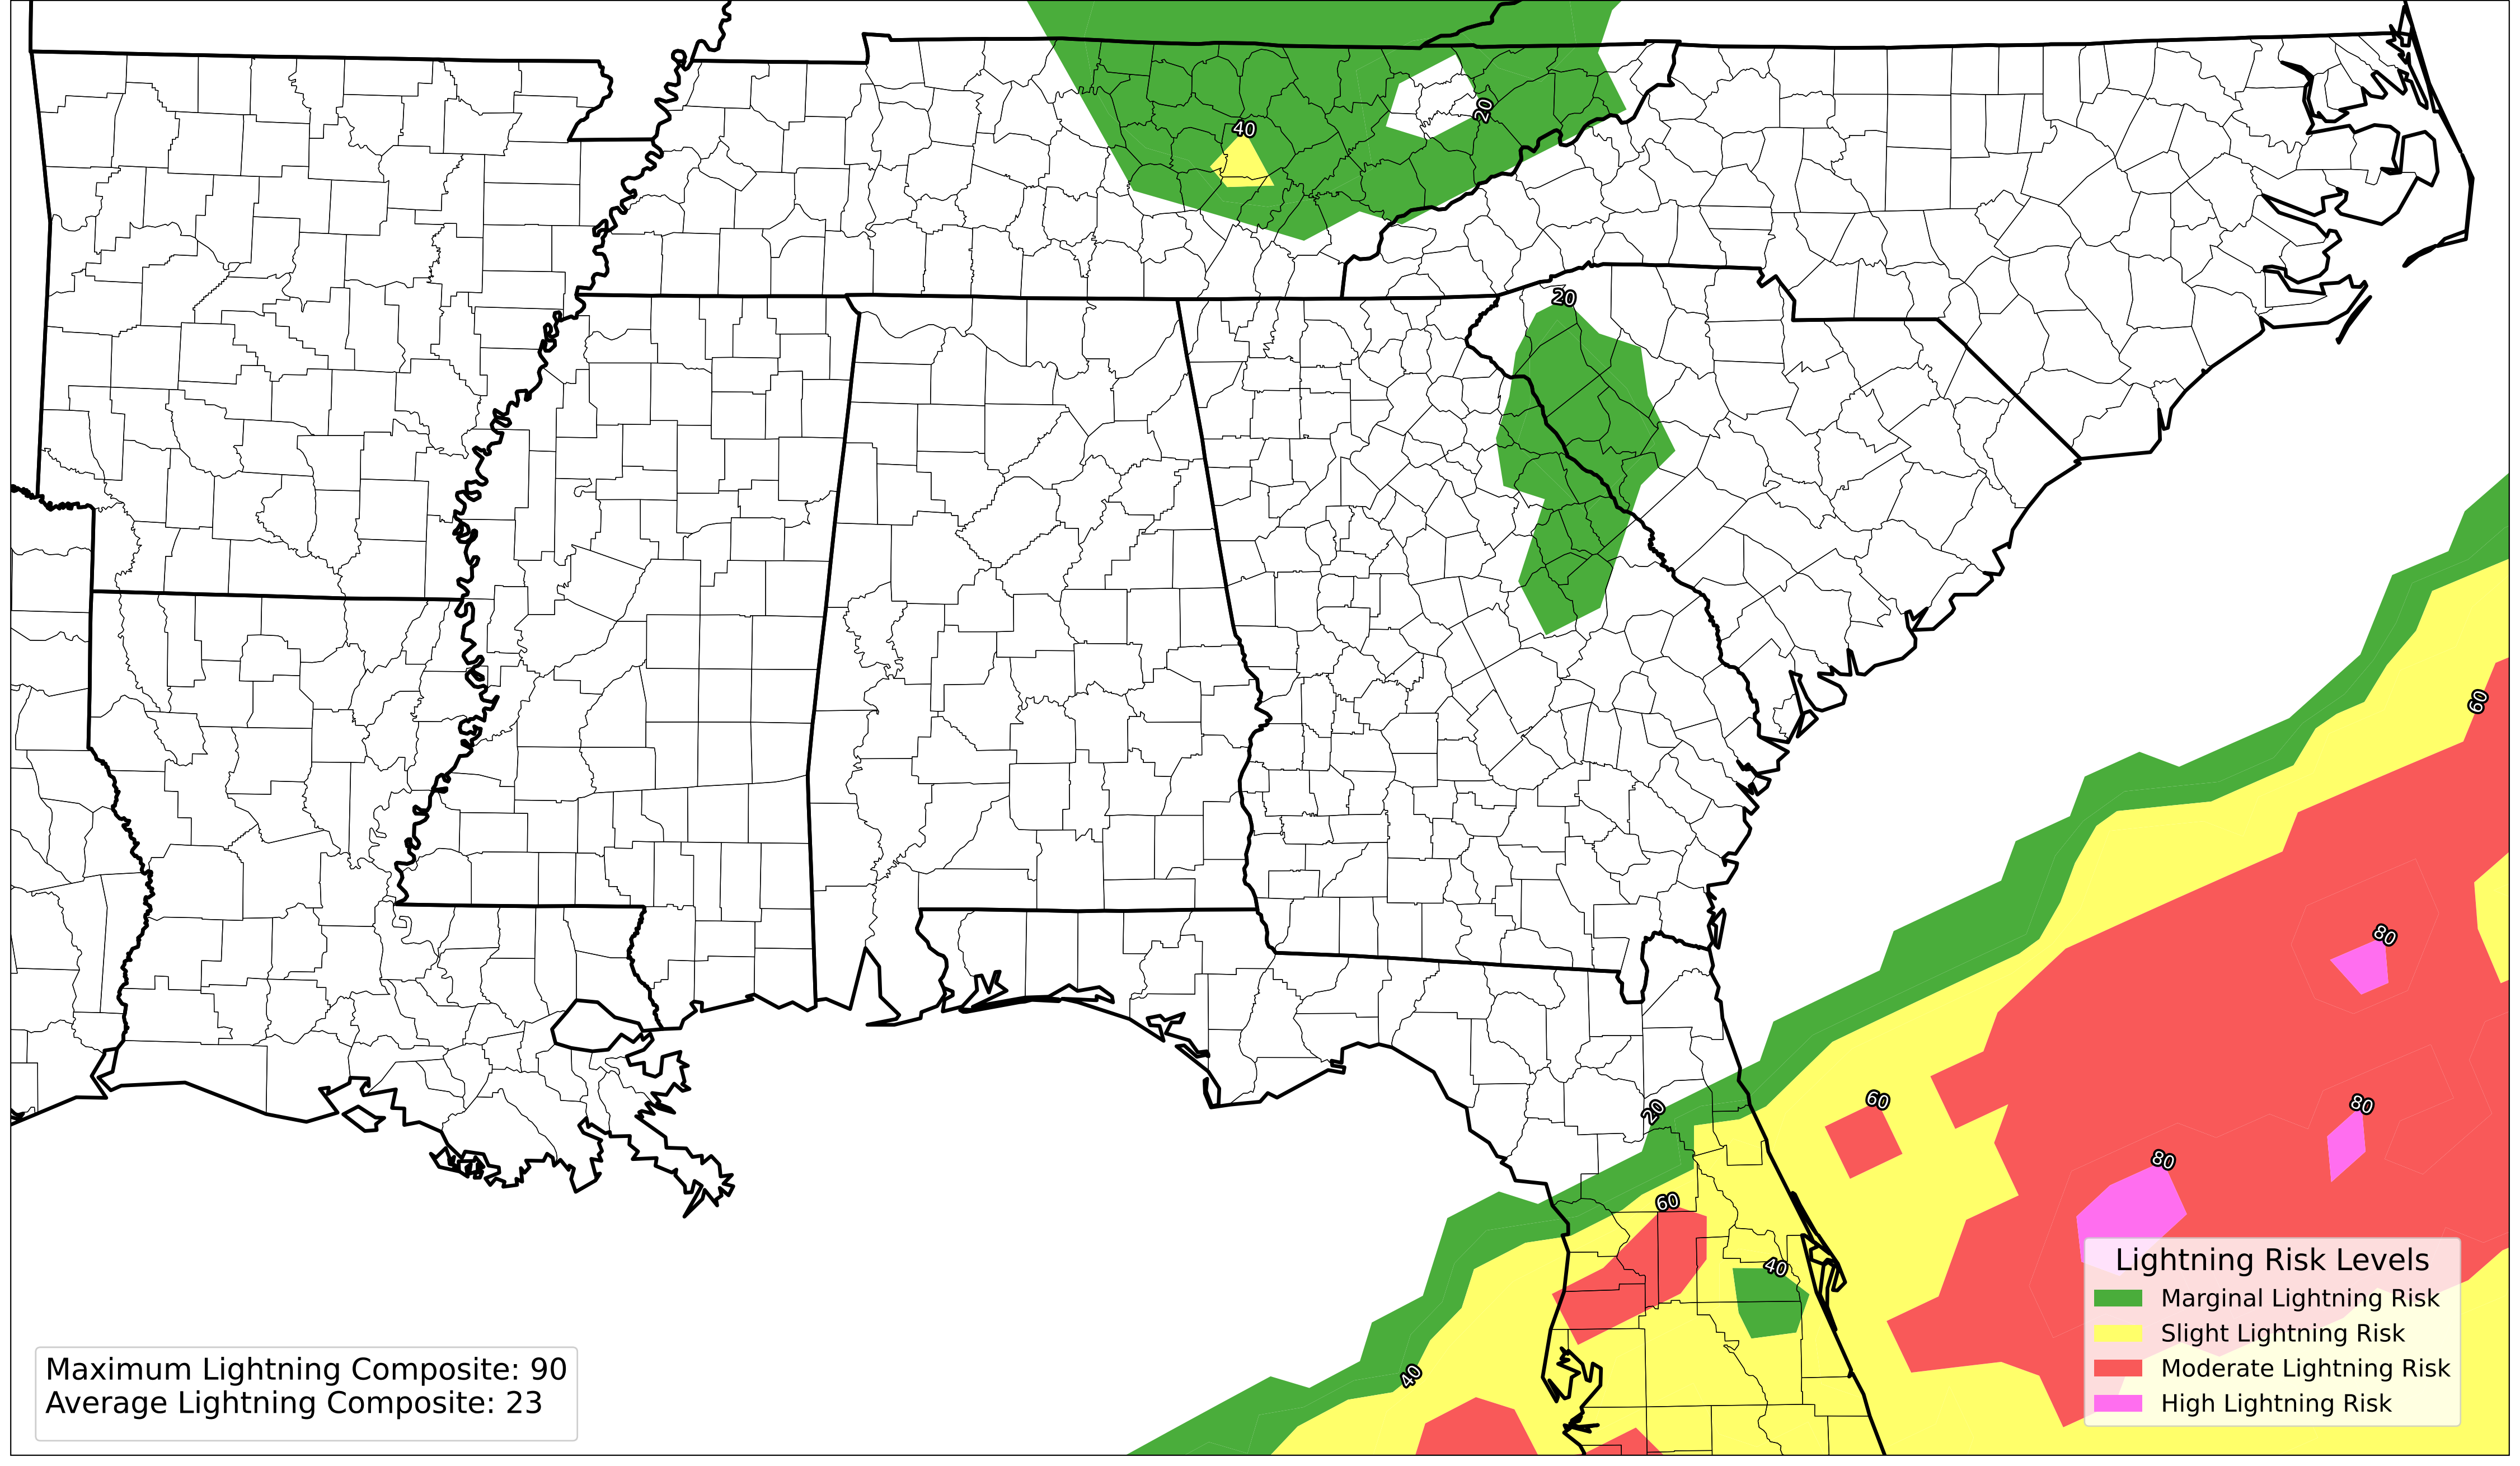 40
20
20
60
80
60
80
20
80
60
40
40
Lightning Risk Levels
Marginal Lightning Risk
Slight Lightning Risk
Moderate Lightning Risk
High Lightning Risk
Maximum Lightning Composite: 90
Average Lightning Composite: 23